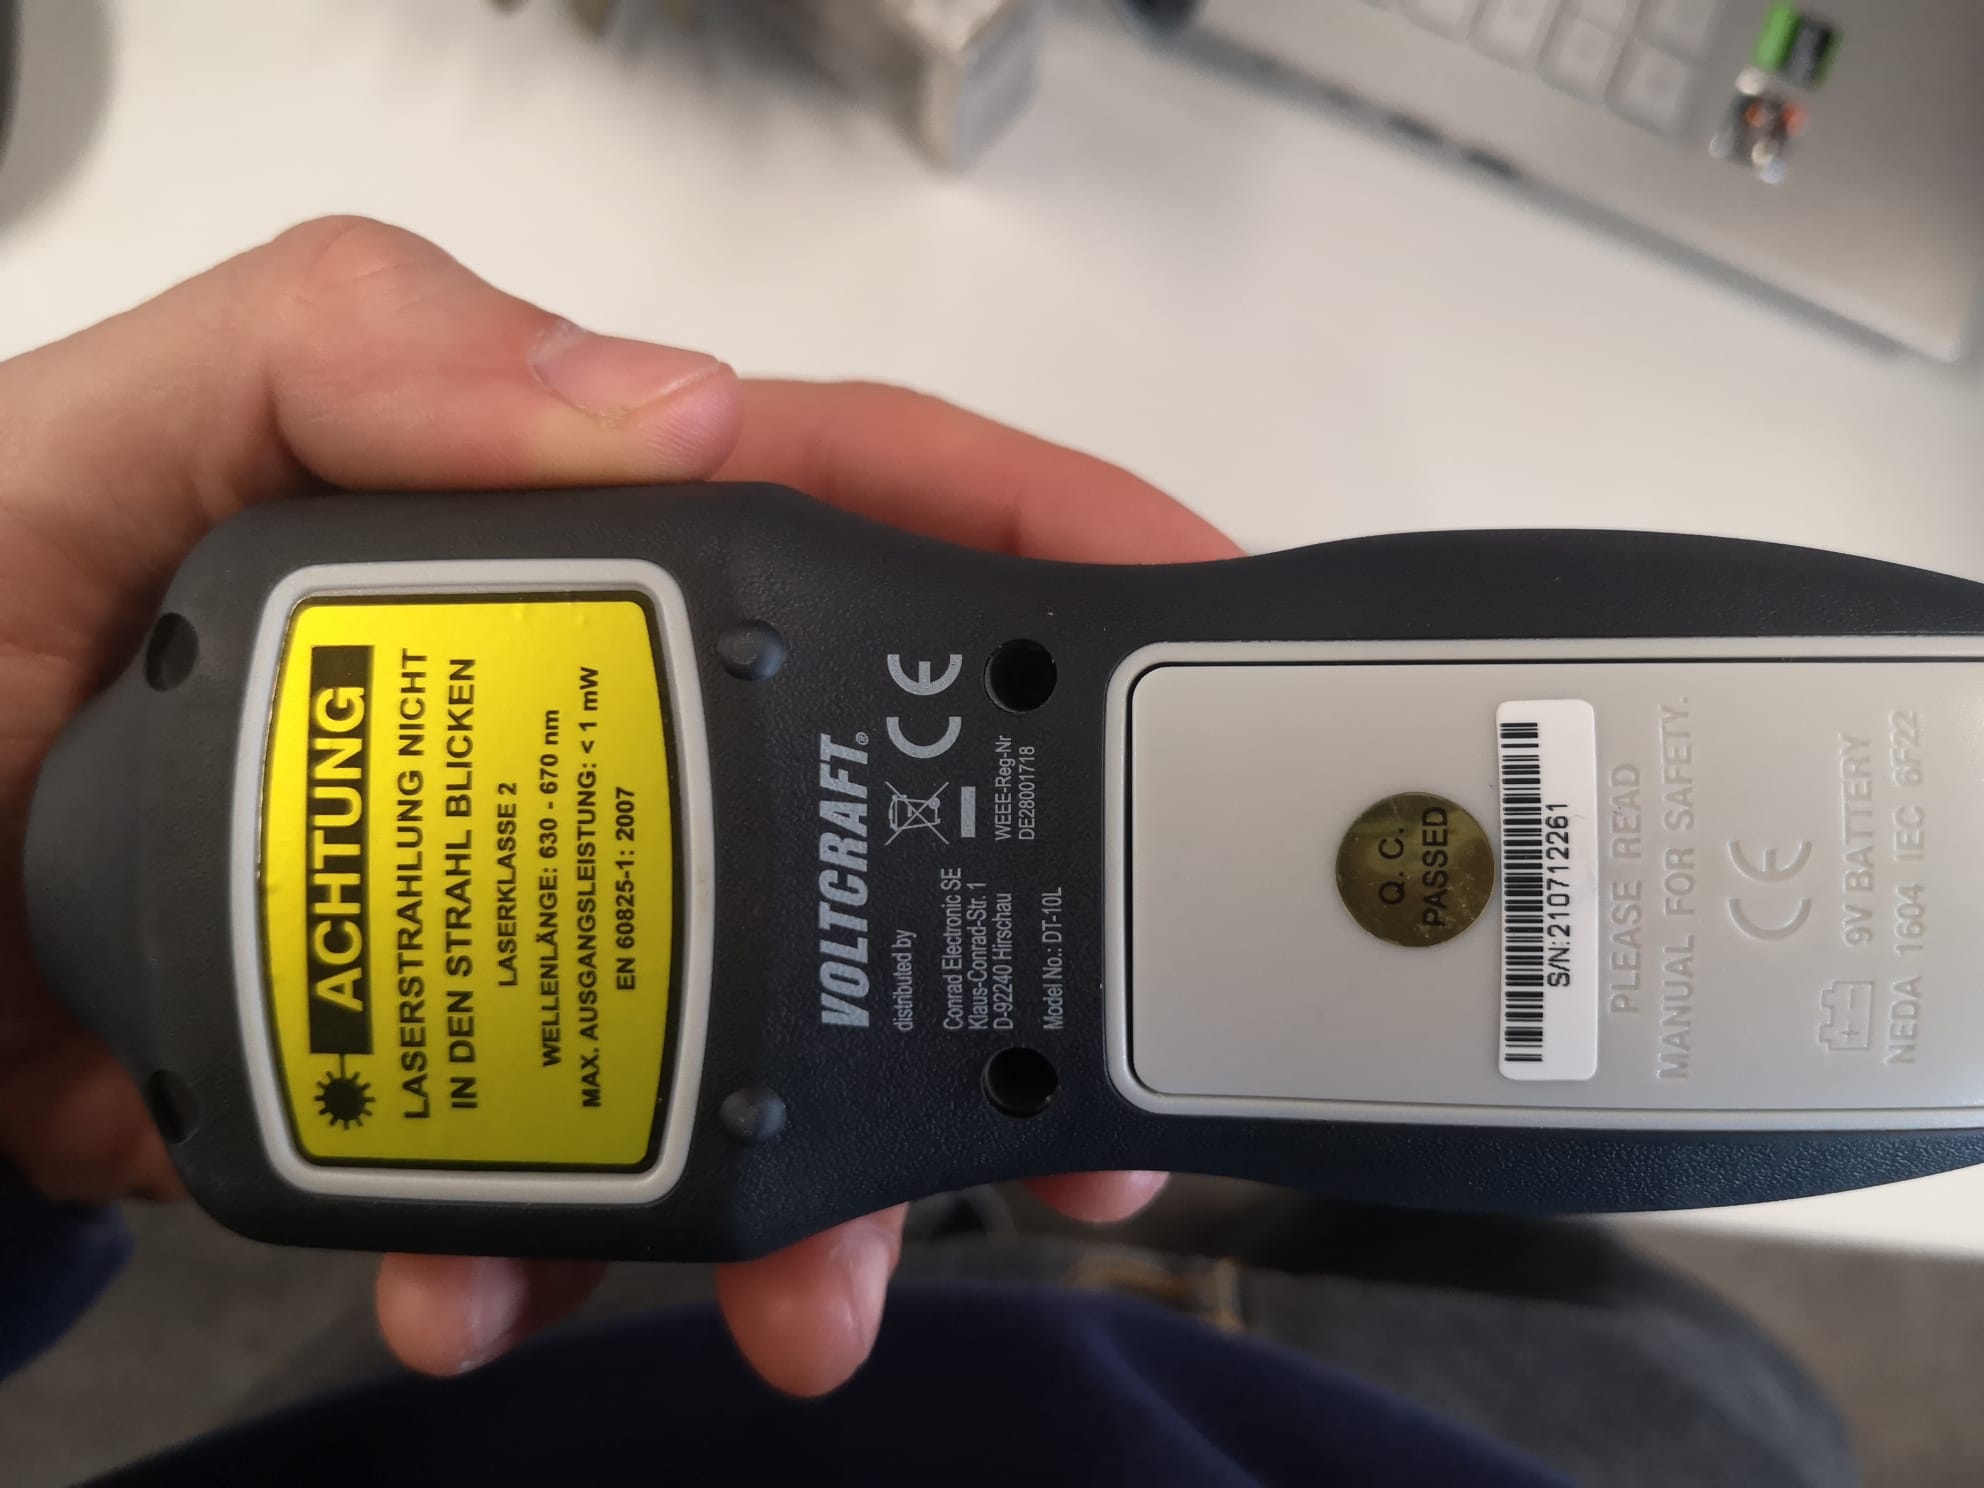 ACHTUNG
LASERSTRAHLUNG NICHT
IN DEN STRAHL BLICKEN
LASERKLASSE 2
WELLENLÄNGE: 630 - 670 nm
MAX. AUSGANGSLEISTUNG: < 1 mW
EN 60825-1: 2007
VOLTCRAFT®
distributed by
CE
Conrad Electronic SE
Klaus-Conrad-Str. 1
D-92240 Hirschau
WEEE-Reg-Nr
DE28001718
Model No.: DT-10L
Q. C.
PASSED
S/N:210712261
PLEASE READ
MANUAL FOR SAFETY.
CE
9V BATTERY
NEDA 1604 IEC 6F22